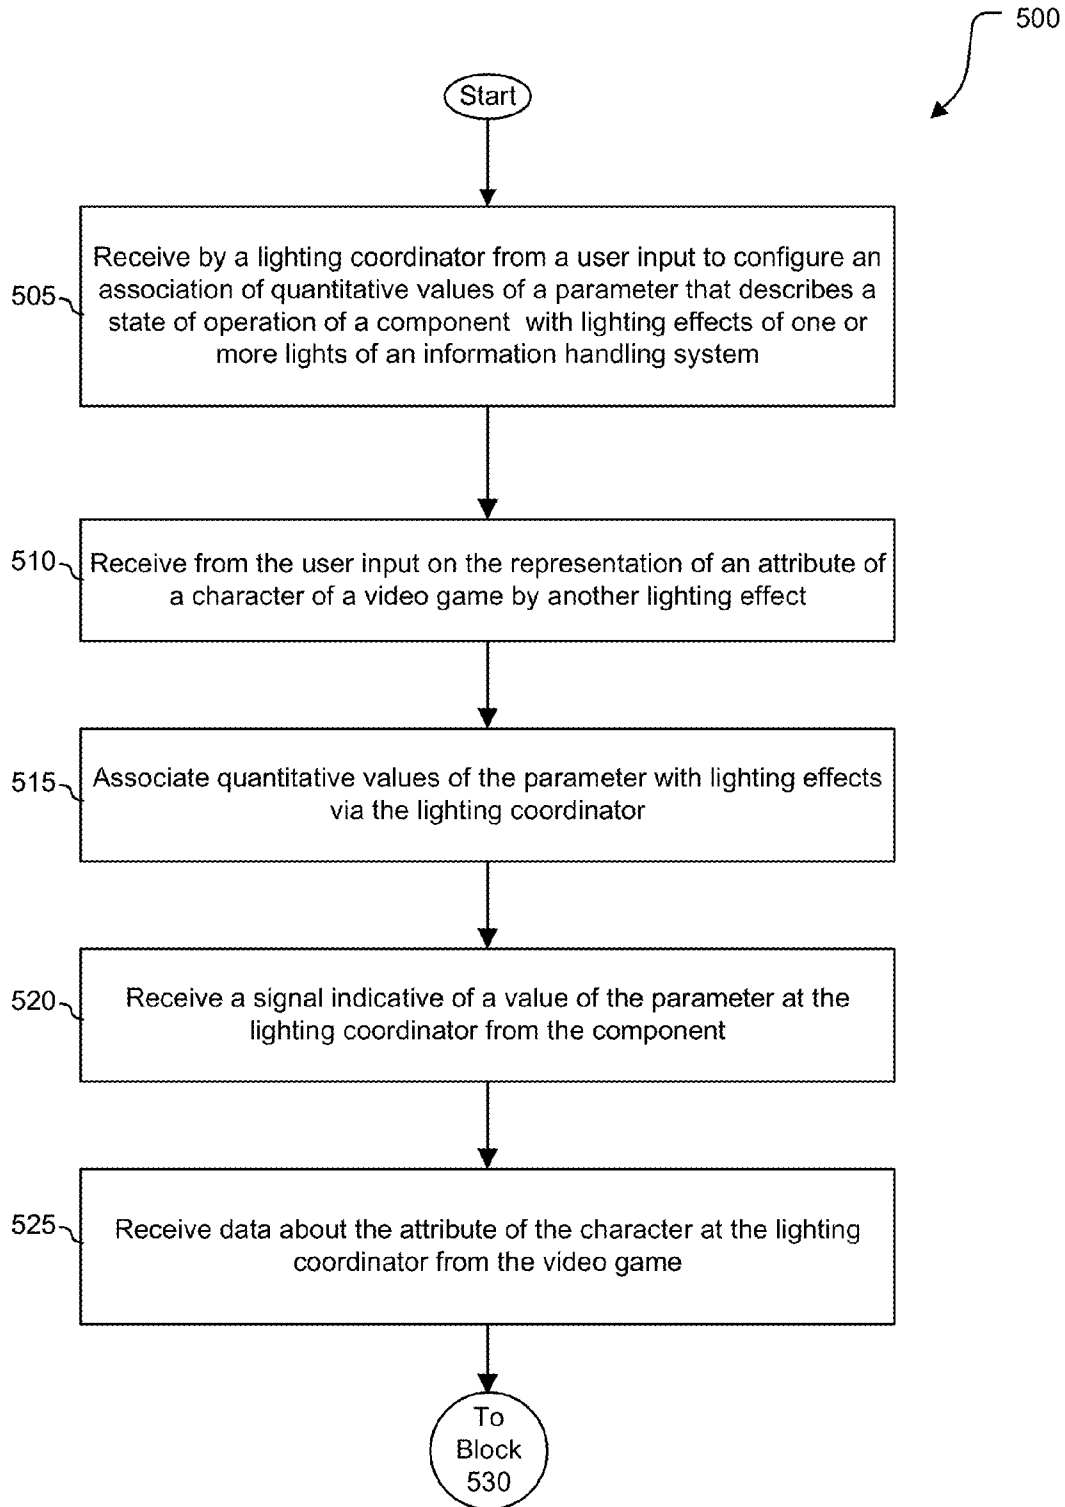 500
Start
505
Receive by a lighting coordinator from a user input to configure an
association of quantitative values of a parameter that describes a
state of operation of a component with lighting effects of one or
more lights of an information handling system
510
Receive from the user input on the representation of an attribute of
a character of a video game by another lighting effect
515
Associate quantitative values of the parameter with lighting effects
via the lighting coordinator
520
Receive a signal indicative of a value of the parameter at the
lighting coordinator from the component
525
Receive data about the attribute of the character at the lighting
coordinator from the video game
To
Block
530